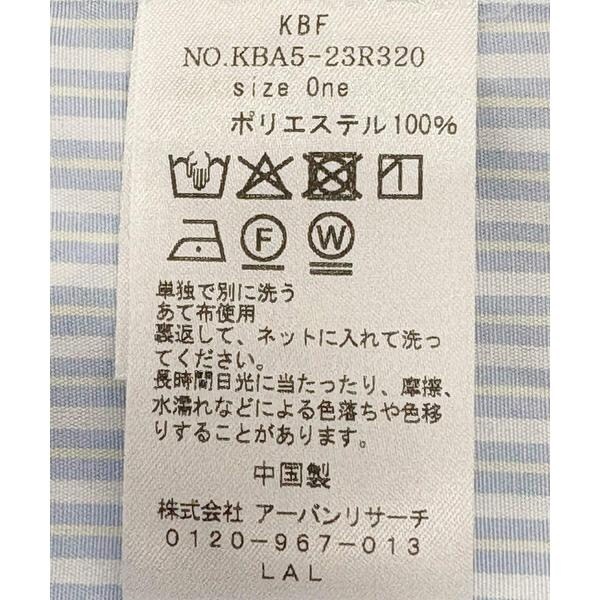 KBF
NO.KBA5-23R320
size One
ポリエステル100%
F
W
単独で別に洗う
あて布使用
裏返して、ネットに入れて洗っ
てください。
長時間日光に当たったり、摩擦、
水濡れなどによる色落ちや色移
りすることがあります。
中国製
株式会社 アーバンリサーチ
0120-967-013
LAL